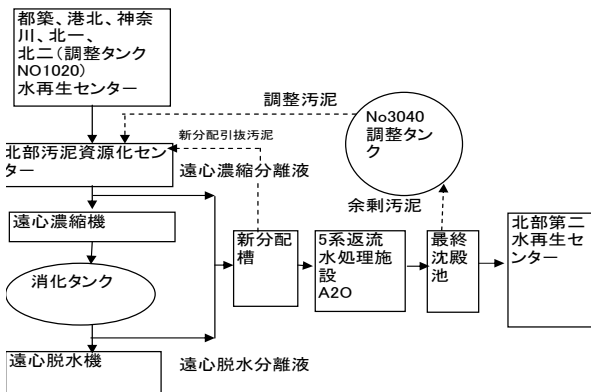 都築、港北、神奈
川、北一、
北二(調整タンク
NO1020)
水再生センター
調整汚泥
No3040
調整タン
ク
新分配引抜汚泥
北部汚泥資源化セン
ター
遠心濃縮分離液
余剰汚泥
遠心濃縮機
新分配
槽
5系返流
水処理施
設
A2O
最終
沈殿
池
北部第二
水再生セ
ンター
消化タンク
遠心脱水機
遠心脱水分離液